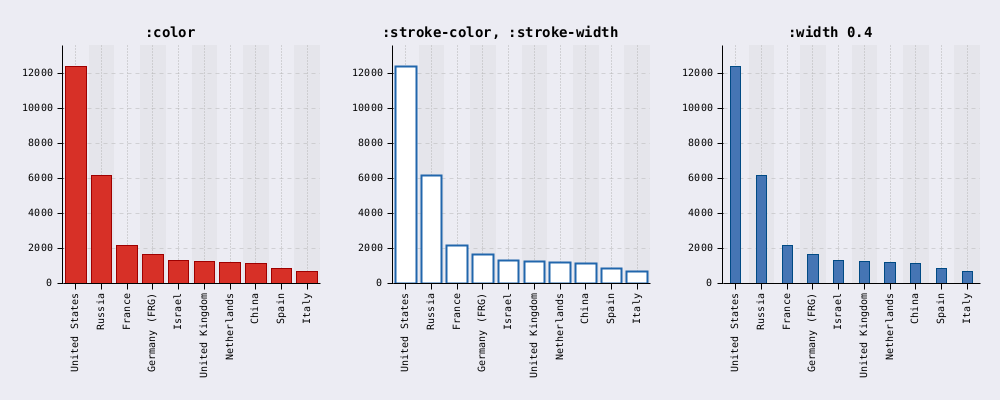 :color
12000
10000
8000
6000
4000
2000
0
United States
Russia
France
Germany (FRG)
Israel
United Kingdom
Netherlands
China
Spain
Italy
:stroke-color, :stroke-width
12000
10000
8000
6000
4000
2000
0
United States
Russia
France
Germany (FRG)
Israel
United Kingdom
Netherlands
China
Spain
Italy
:width 0.4
12000
10000
8000
6000
4000
2000
0
United States
Russia
France
Germany (FRG)
Israel
United Kingdom
Netherlands
China
Spain
Italy